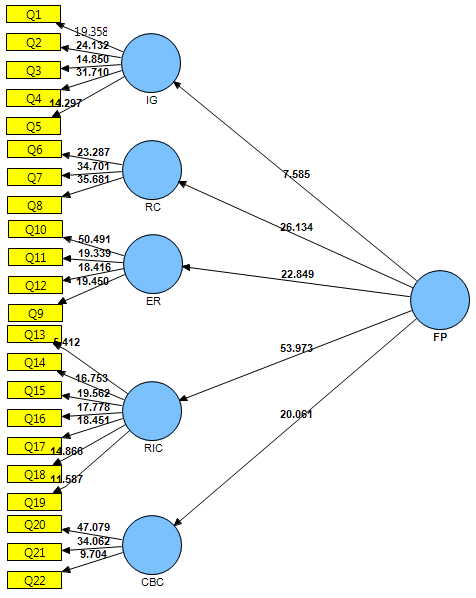 Q1
19.358
Q2
24.132
Q3
14.850
Q4
31.710
14.297
Q5
IG
Q6
23.287
Q7
34.701
35.681
Q8
RC
7.585
26.134
Q10
50.491
Q11
19.339
Q12
18.416
19.450
Q9
ER
22.849
FP
Q13
5.412
Q14
16.753
Q15
19.562
Q16
17.778
18.451
Q17
14.866
Q18
11.587
Q19
RIC
53.973
20.061
Q20
47.079
Q21
34.062
9.704
Q22
CBC